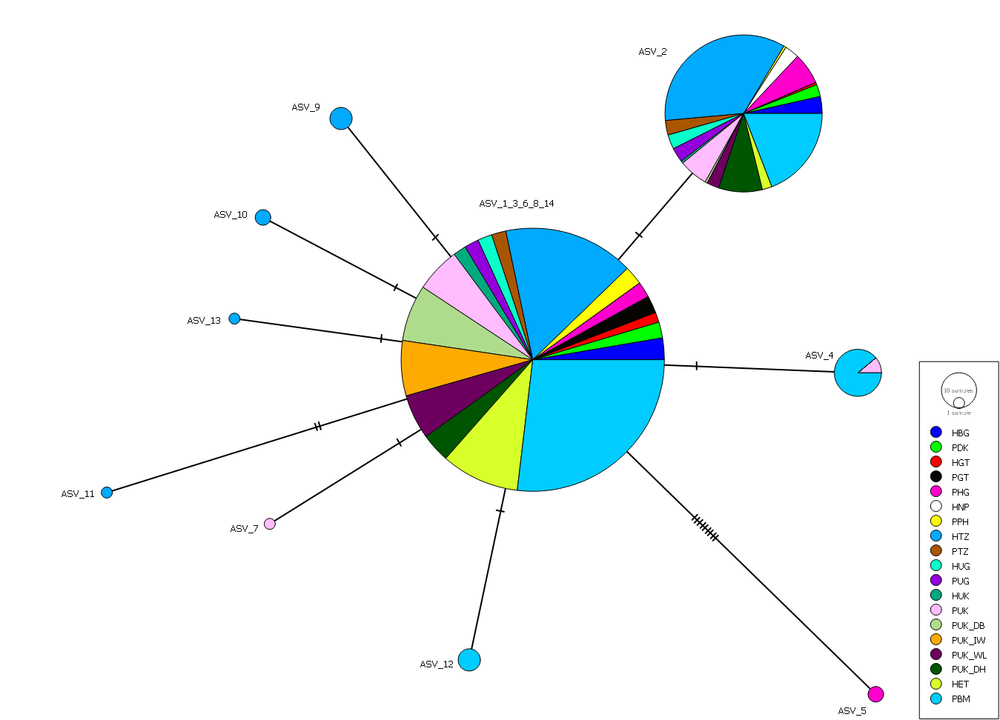 ASV_2
ASV_9
ASV_1_3_6_8_14
ASV_10
ASV_13
ASV_4
ASV_11
ASV_7
ASV_12
ASV_5
10 samples
1 sample
HBG
PDK
HGT
PGT
PHG
HNP
PPH
HTZ
PTZ
HUG
PUG
HUK
PUK
PUK_DB
PUK_IW
PUK_WL
PUK_DH
HET
PBM